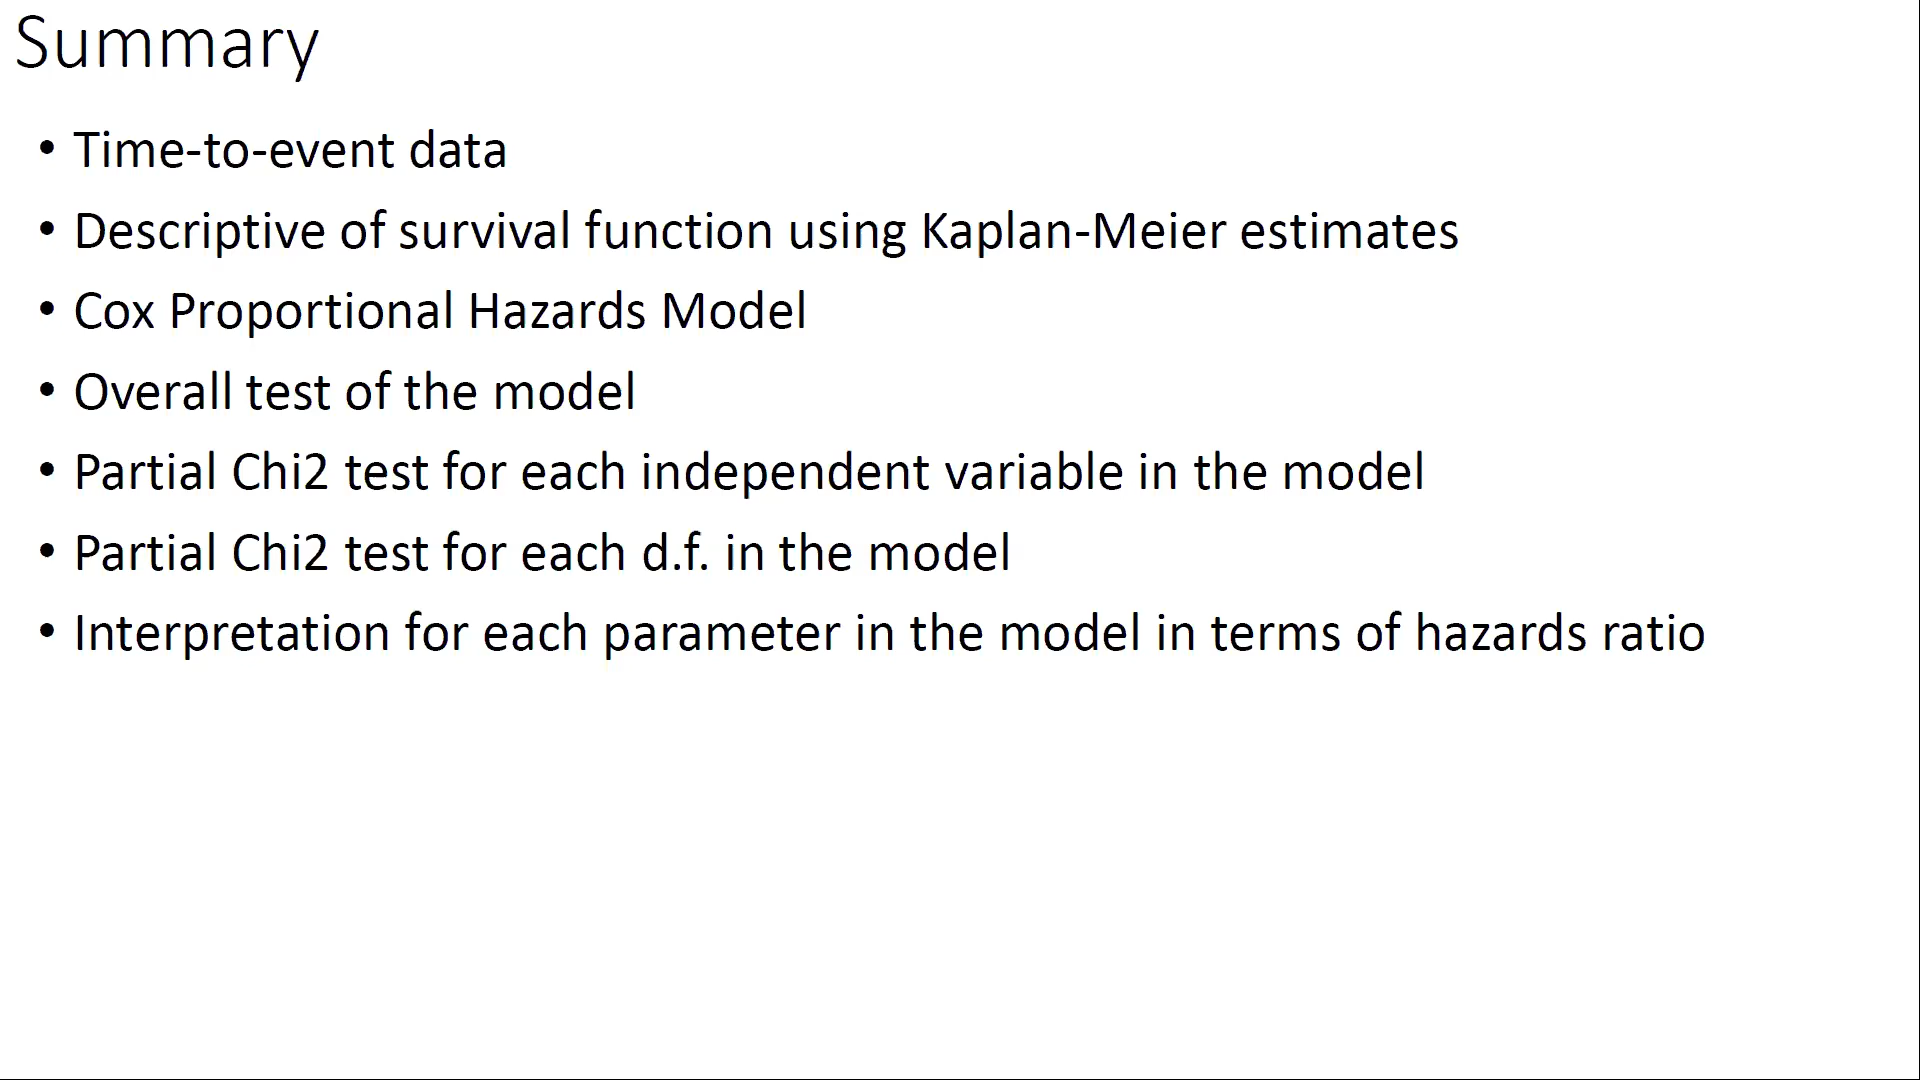 Summary
• Time-to-event data
• Descriptive of survival function using Kaplan-Meier estimates
• Cox Proportional Hazards Model
• Overall test of the model
• Partial Chi2 test for each independent variable in the model
• Partial Chi2 test for each d.f. in the model
• Interpretation for each parameter in the model in terms of hazards ratio